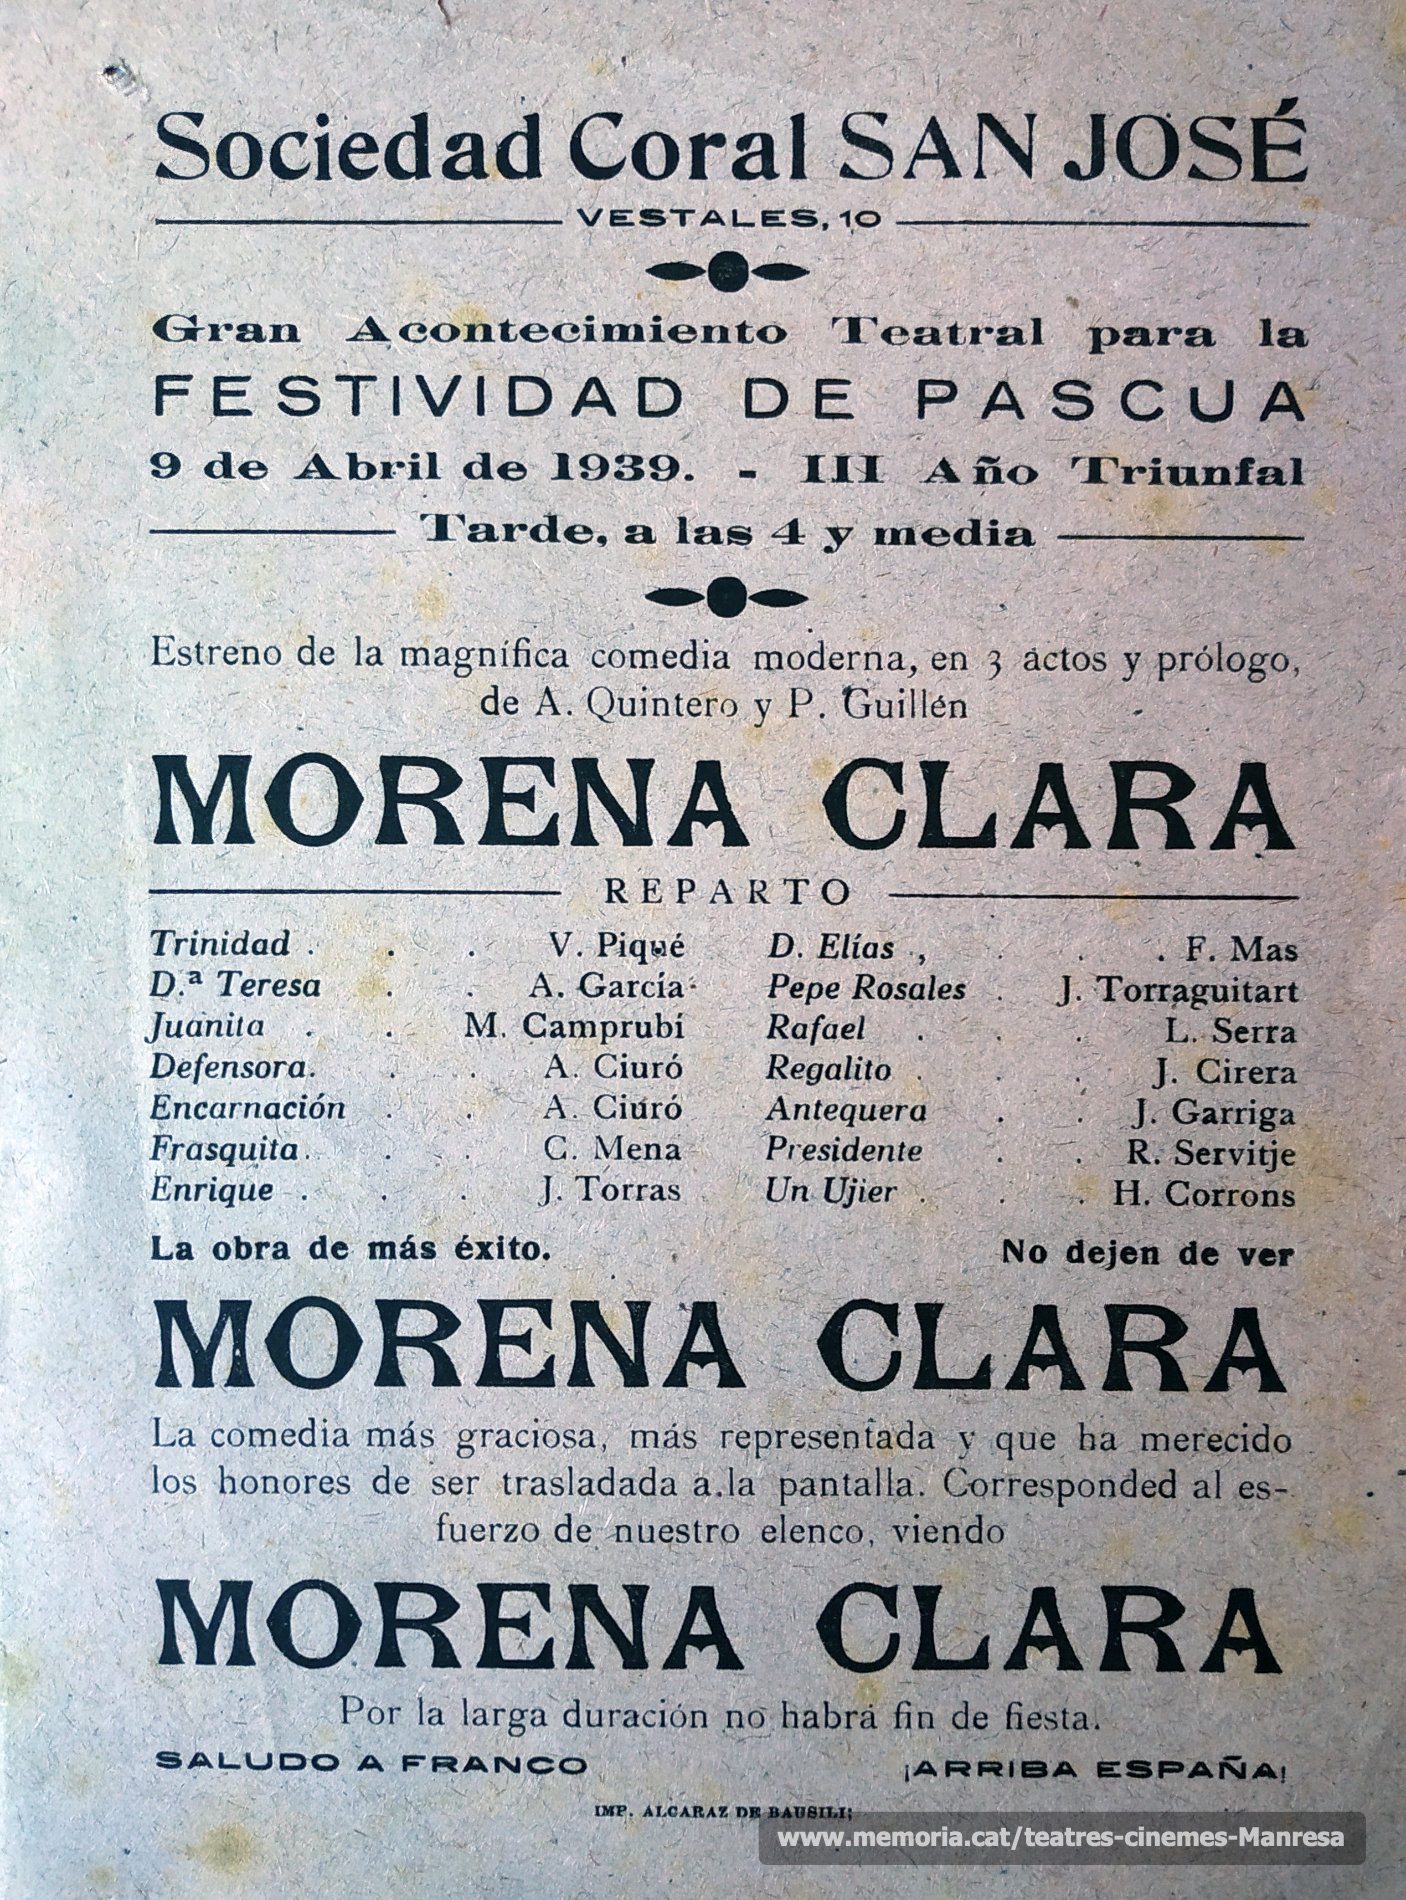 Sociedad Coral SAN JOSÉ
VESTALES, 10
Gran Acontecimiento Teatral para la
FESTIVIDAD DE PASCUA
9 de Abril de 1939. - III Año Triunfal
Tarde, a las 4 y media
Estreno de la magnífica comedia moderna, en 3 actos y prólogo,
de A. Quintero y P. Guillén
MORENA CLARA
REPARTO
Trinidad . . . V. Piqué
D.ª Teresa . . A. García
Juanita . . M. Camprubí
Defensora. . . A. Ciuró
Encarnación . . A. Ciuró
Frasquita. . . C. Mena
Enrique . . . J. Torras
D. Elías , . . . F. Mas
Pepe Rosales . J. Torraguitart
Rafael . . . L. Serra
Regalito . . . J. Cirera
Antequera . . J. Garriga
Presidente . . R. Servitje
Un Ujier . . . H. Corrons
La obra de más éxito. No dejen de ver
MORENA CLARA
La comedia más graciosa, más representada y que ha merecido
los honores de ser trasladada a la pantalla. Corresponded al es-
fuerzo de nuestro elenco, viendo
MORENA CLARA
Por la larga duración no habrá fin de fiesta.
SALUDO A FRANCO ¡ARRIBA ESPAÑA!
IMP. ALCARAZ DE BAUSILI;
www.memoria.cat/teatres-cinemes-Manresa